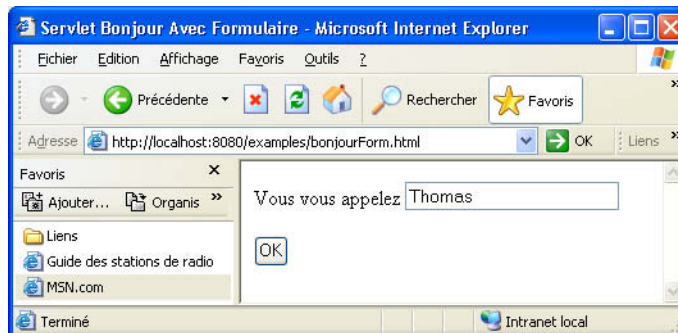 Servlet Bonjour Avec Formulaire - Microsoft Internet Explorer
Fichier Edition Affichage Favoris Outils ?
Précédente Rechercher Favoris »
Adresse http://localhost:8080/examples/bonjourForm.html OK Liens »
Favoris ×
Ajouter... Organis »
Liens
Guide des stations de radio
MSN.com
Vous vous appelez Thomas
OK
Terminé Intranet local